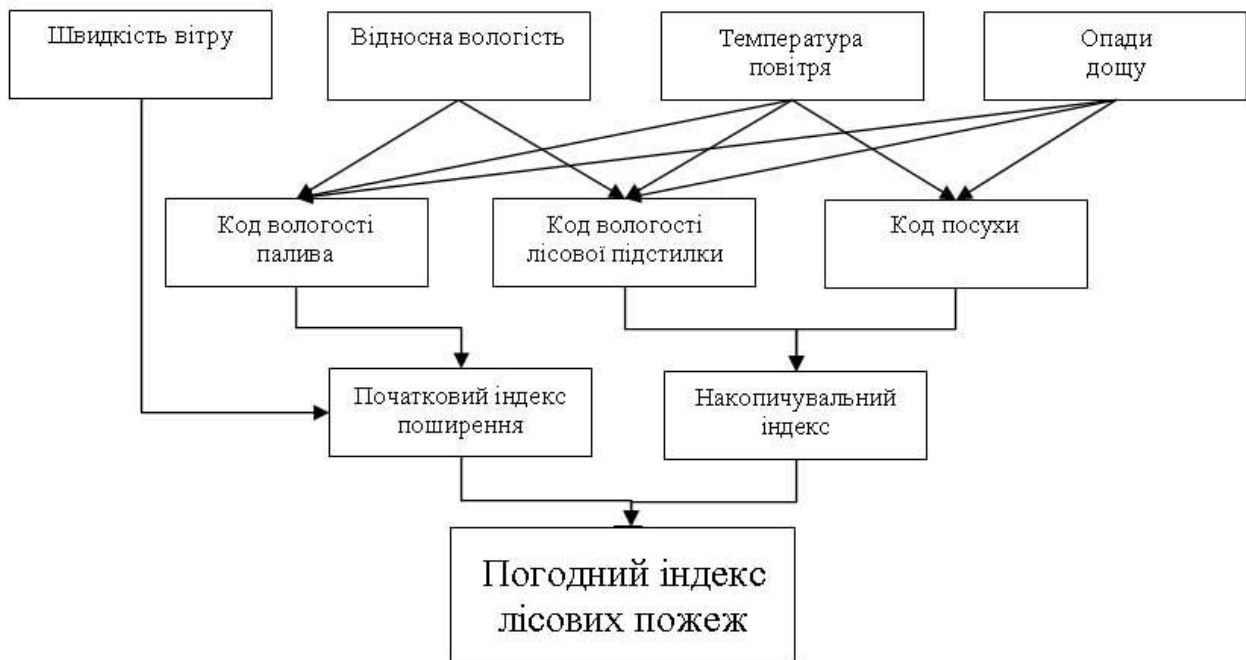 Швидкість вітру
Відносна вологість
Температура
повітря
Опади
дощу
Код вологості
палива
Код вологості
лісової підстилки
Код посухи
Початковий індекс
поширення
Накопичувальний
індекс
Погодний індекс
лісових пожеж